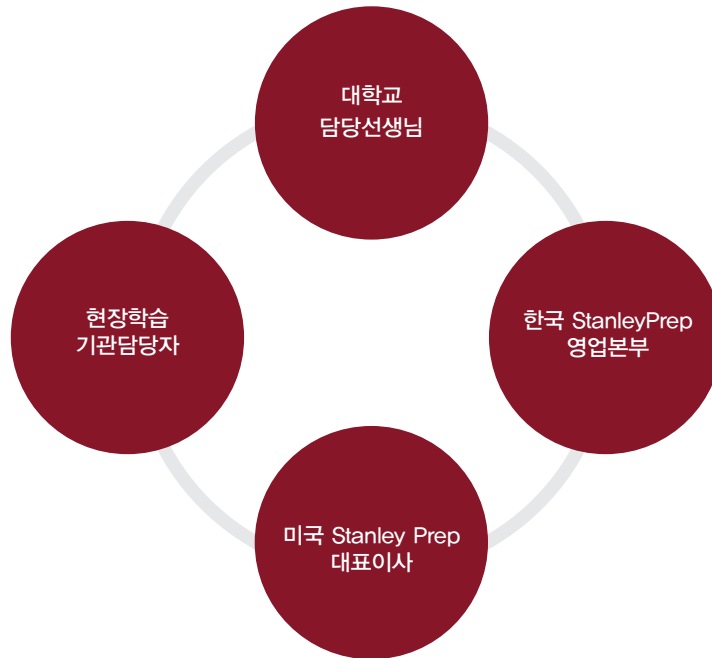 대학교
담당선생님
현장학습
기관담당자
한국 StanleyPrep
영업본부
미국 Stanley Prep
대표이사